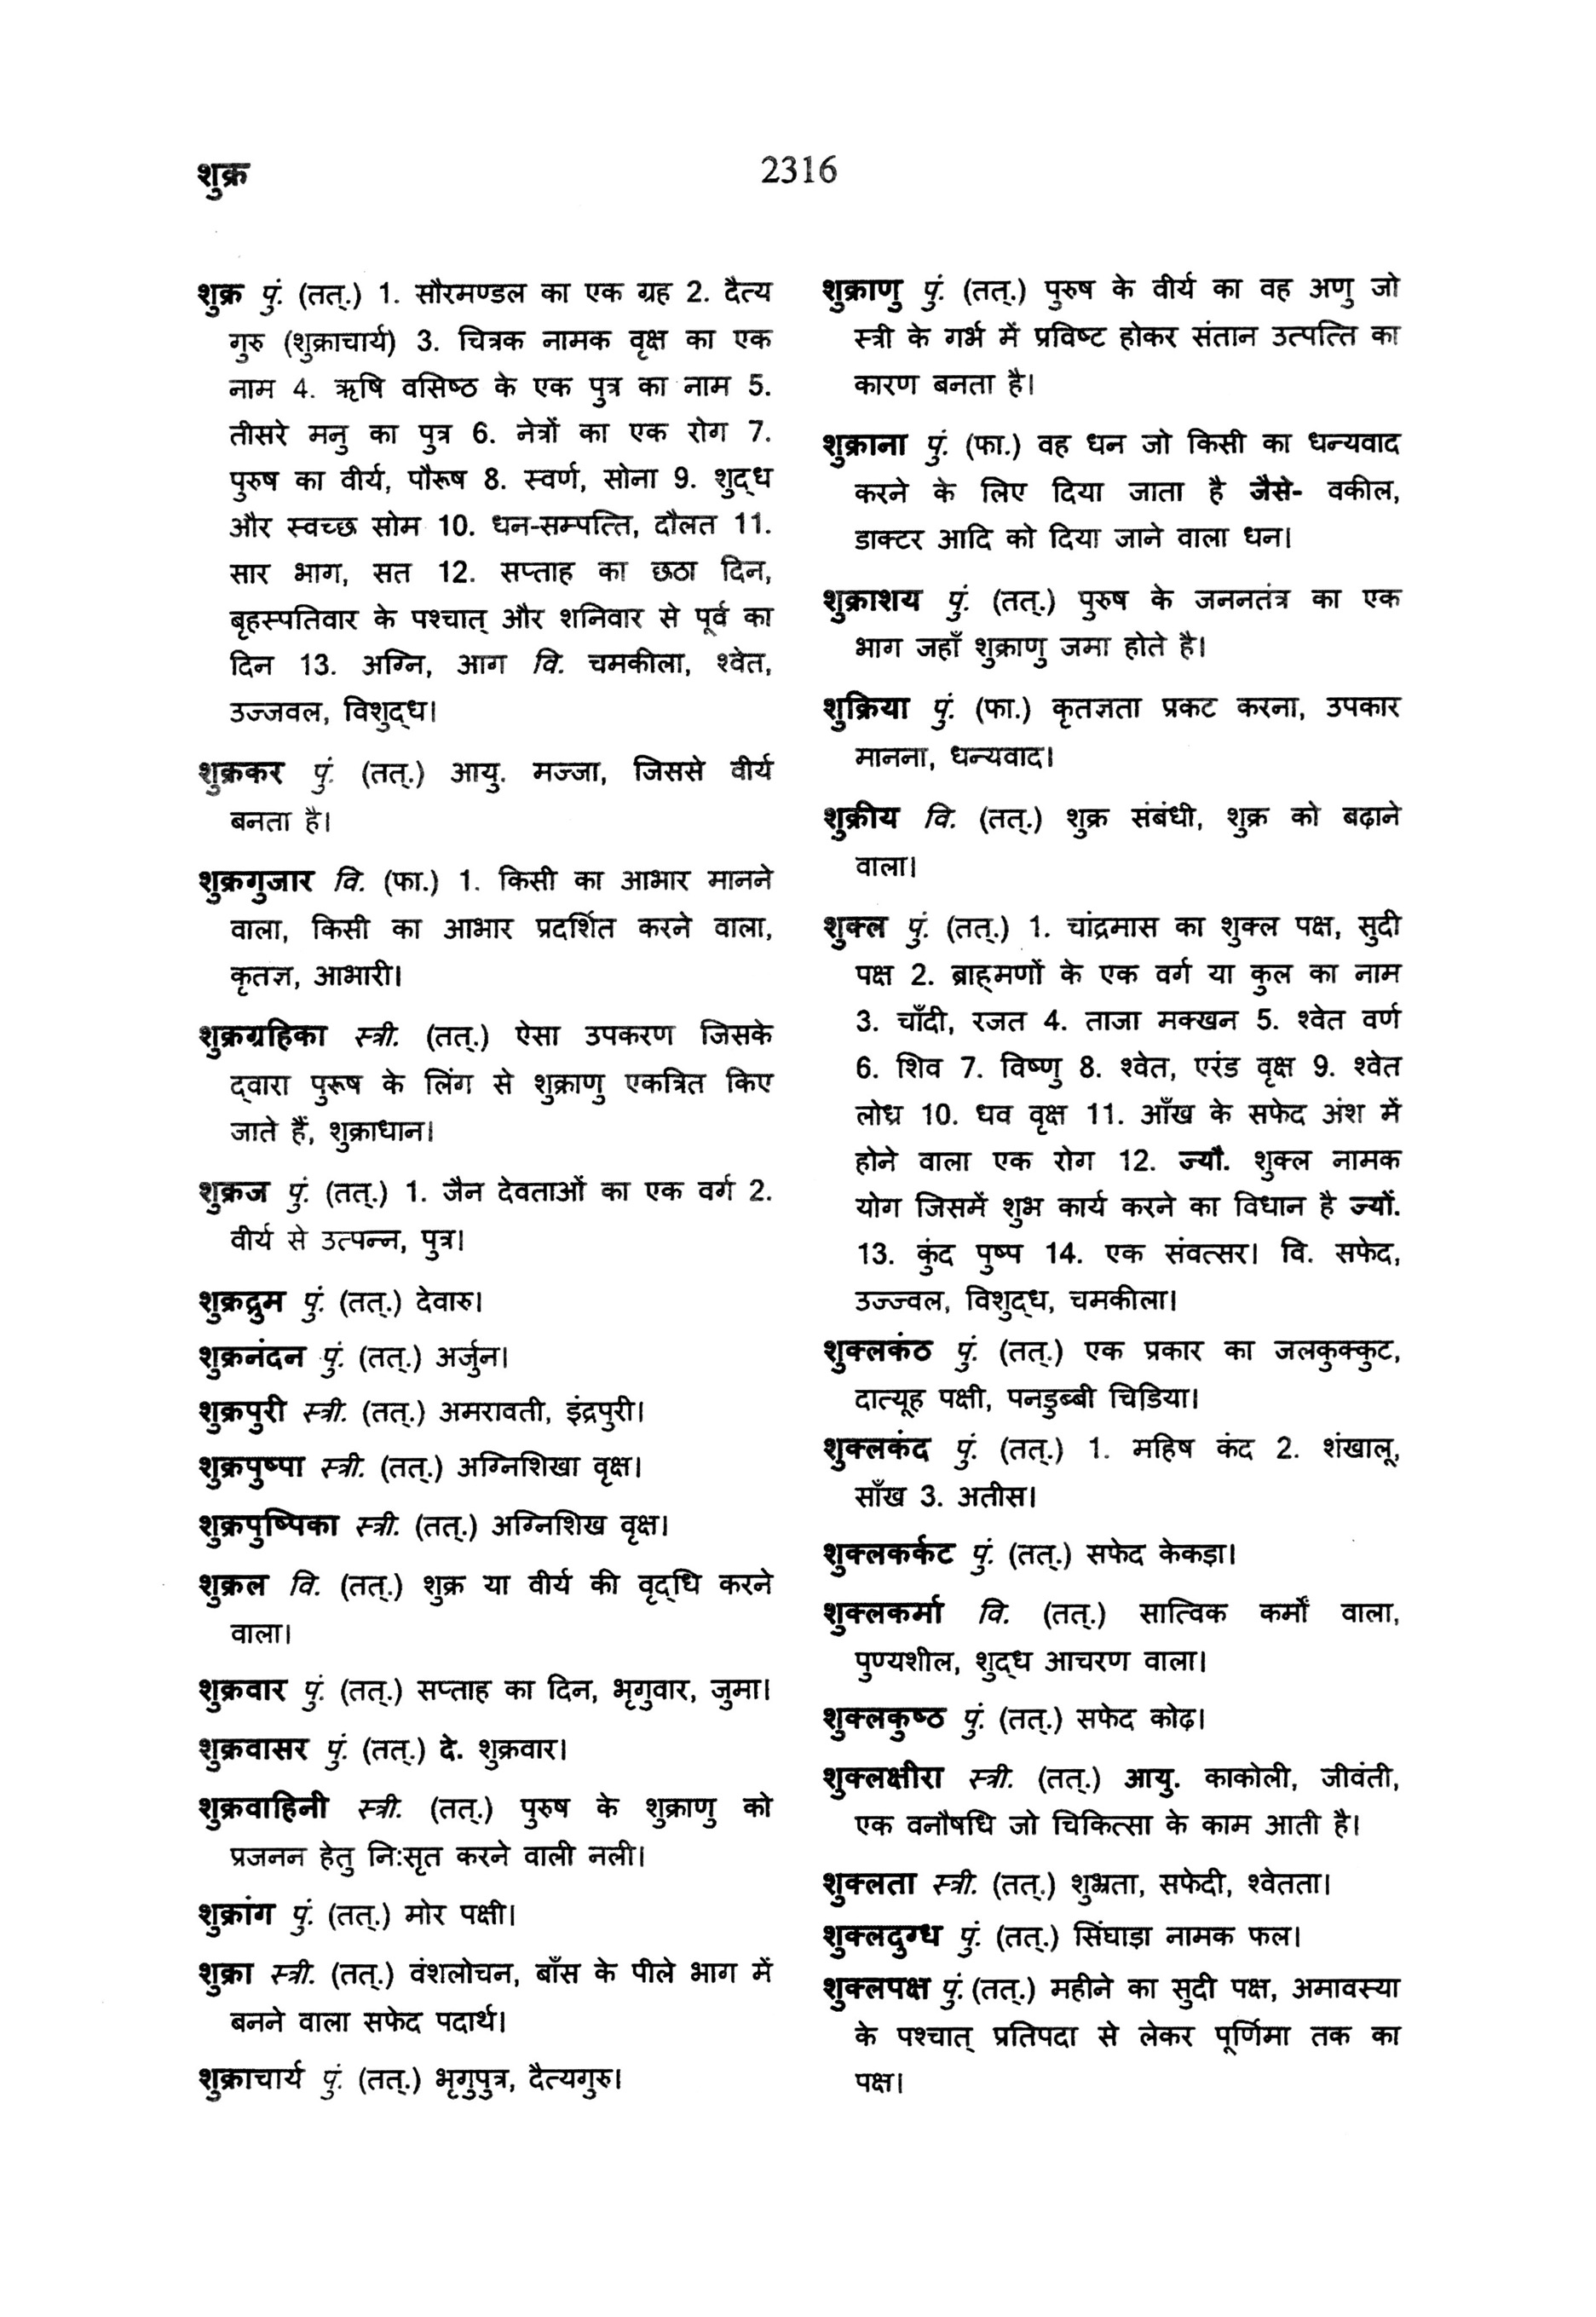 शुक्र
2316
शुक्र पुं. (तत्.) 1. सौरमण्डल का एक ग्रह 2. दैत्य
गुरु (शुक्राचार्य) 3. चित्रक नामक वृक्ष का एक
नाम 4. ऋषि वसिष्ठ के एक पुत्र का नाम 5.
तीसरे मनु का पुत्र 6. नेत्रों का एक रोग 7.
पुरुष का वीर्य, पौरूष 8. स्वर्ण, सोना 9. शुद्ध
और स्वच्छ सोम 10. धन-सम्पत्ति, दौलत 11.
सार भाग, सत 12. सप्ताह का छठा दिन,
बृहस्पतिवार के पश्चात् और शनिवार से पूर्व का
दिन 13. अग्नि, आग वि. चमकीला, श्वेत,
उज्जवल, विशुद्ध।
शुक्रकर पुं. (तत्.) आयु. मज्जा, जिससे वीर्य
बनता है।
शुक्रगुजार वि. (फा.) 1. किसी का आभार मानने
वाला, किसी का आभार प्रदर्शित करने वाला,
कृतज्ञ, आभारी।
शुक्रग्रहिका स्त्री. (तत्.) ऐसा उपकरण जिसके
द्वारा पुरूष के लिंग से शुक्राणु एकत्रित किए
जाते हैं, शुक्राधान।
शुक्रज पुं. (तत्.) 1. जैन देवताओं का एक वर्ग 2.
वीर्य से उत्पन्न, पुत्र।
शुक्रद्रुम पुं. (तत्.) देवारु।
शुक्रनंदन पुं. (तत्.) अर्जुन।
शुक्रपुरी स्त्री. (तत्.) अमरावती, इंद्रपुरी।
शुक्रपुष्पा स्त्री. (तत्.) अग्निशिखा वृक्ष।
शुक्रपुष्पिका स्त्री. (तत्.) अग्निशिख वृक्ष।
शुक्रल वि. (तत्.) शुक्र या वीर्य की वृद्धि करने
वाला।
शुक्रवार पुं. (तत्.) सप्ताह का दिन, भृगुवार, जुमा।
शुक्रवासर पुं. (तत्.) दे. शुक्रवार।
शुक्रवाहिनी स्त्री. (तत्.) पुरुष के शुक्राणु को
प्रजनन हेतु नि:सृत करने वाली नली।
शुक्रांग पुं. (तत्.) मोर पक्षी।
शुक्रा स्त्री. (तत्.) वंशलोचन, बाँस के पीले भाग में
बनने वाला सफेद पदार्थ।
शुक्राचार्य पुं. (तत्.) भृगुपुत्र, दैत्यगुरु।
शुक्राणु पुं. (तत्.) पुरुष के वीर्य का वह अणु जो
स्त्री के गर्भ में प्रविष्ट होकर संतान उत्पत्ति का
कारण बनता है।
शुक्राना पुं. (फा.) वह धन जो किसी का धन्यवाद
करने के लिए दिया जाता है जैसे- वकील,
डाक्टर आदि को दिया जाने वाला धन।
शुक्राशय पुं. (तत्.) पुरुष के जननतंत्र का एक
भाग जहाँ शुक्राणु जमा होते है।
शुक्रिया पुं. (फा.) कृतज्ञता प्रकट करना, उपकार
मानना, धन्यवाद।
शुक्रीय वि. (तत्.) शुक्र संबंधी, शुक्र को बढ़ाने
वाला।
शुक्ल पुं. (तत्.) 1. चांद्रमास का शुक्ल पक्ष, सुदी
पक्ष 2. ब्राह्मणों के एक वर्ग या कुल का नाम
3. चाँदी, रजत 4. ताजा मक्खन 5. श्वेत वर्ण
6. शिव 7. विष्णु 8. श्वेत, एरंड वृक्ष 9. श्वेत
लोध्र 10. धव वृक्ष 11. आँख के सफेद अंश में
होने वाला एक रोग 12. ज्यौ. शुक्ल नामक
योग जिसमें शुभ कार्य करने का विधान है ज्यों.
13. कुंद पुष्प 14. एक संवत्सर। वि. सफेद,
उज्ज्वल, विशुद्ध, चमकीला।
शुक्लकंठ पुं. (तत्.) एक प्रकार का जलकुक्कुट,
दात्यूह पक्षी, पनडुब्बी चिडिया।
शुक्लकंद पुं. (तत्.) 1. महिष कंद 2. शंखालू,
साँख 3. अतीस।
शुक्लकर्कट पुं. (तत्.) सफेद केकड़ा।
शुक्लकर्मा वि. (तत्.) सात्विक कर्मों वाला,
पुण्यशील, शुद्ध आचरण वाला।
शुक्लकुष्ठ पुं. (तत्.) सफेद कोढ़।
शुक्लक्षीरा स्त्री. (तत्.) आयु. काकोली, जीवंती,
एक वनौषधि जो चिकित्सा के काम आती है।
शुक्लता स्त्री. (तत्.) शुभ्रता, सफेदी, श्वेतता।
शुक्लदुग्ध पुं. (तत्.) सिंघाड़ा नामक फल।
शुक्लपक्ष पुं. (तत्.) महीने का सुदी पक्ष, अमावस्या
के पश्चात् प्रतिपदा से लेकर पूर्णिमा तक का
पक्ष।